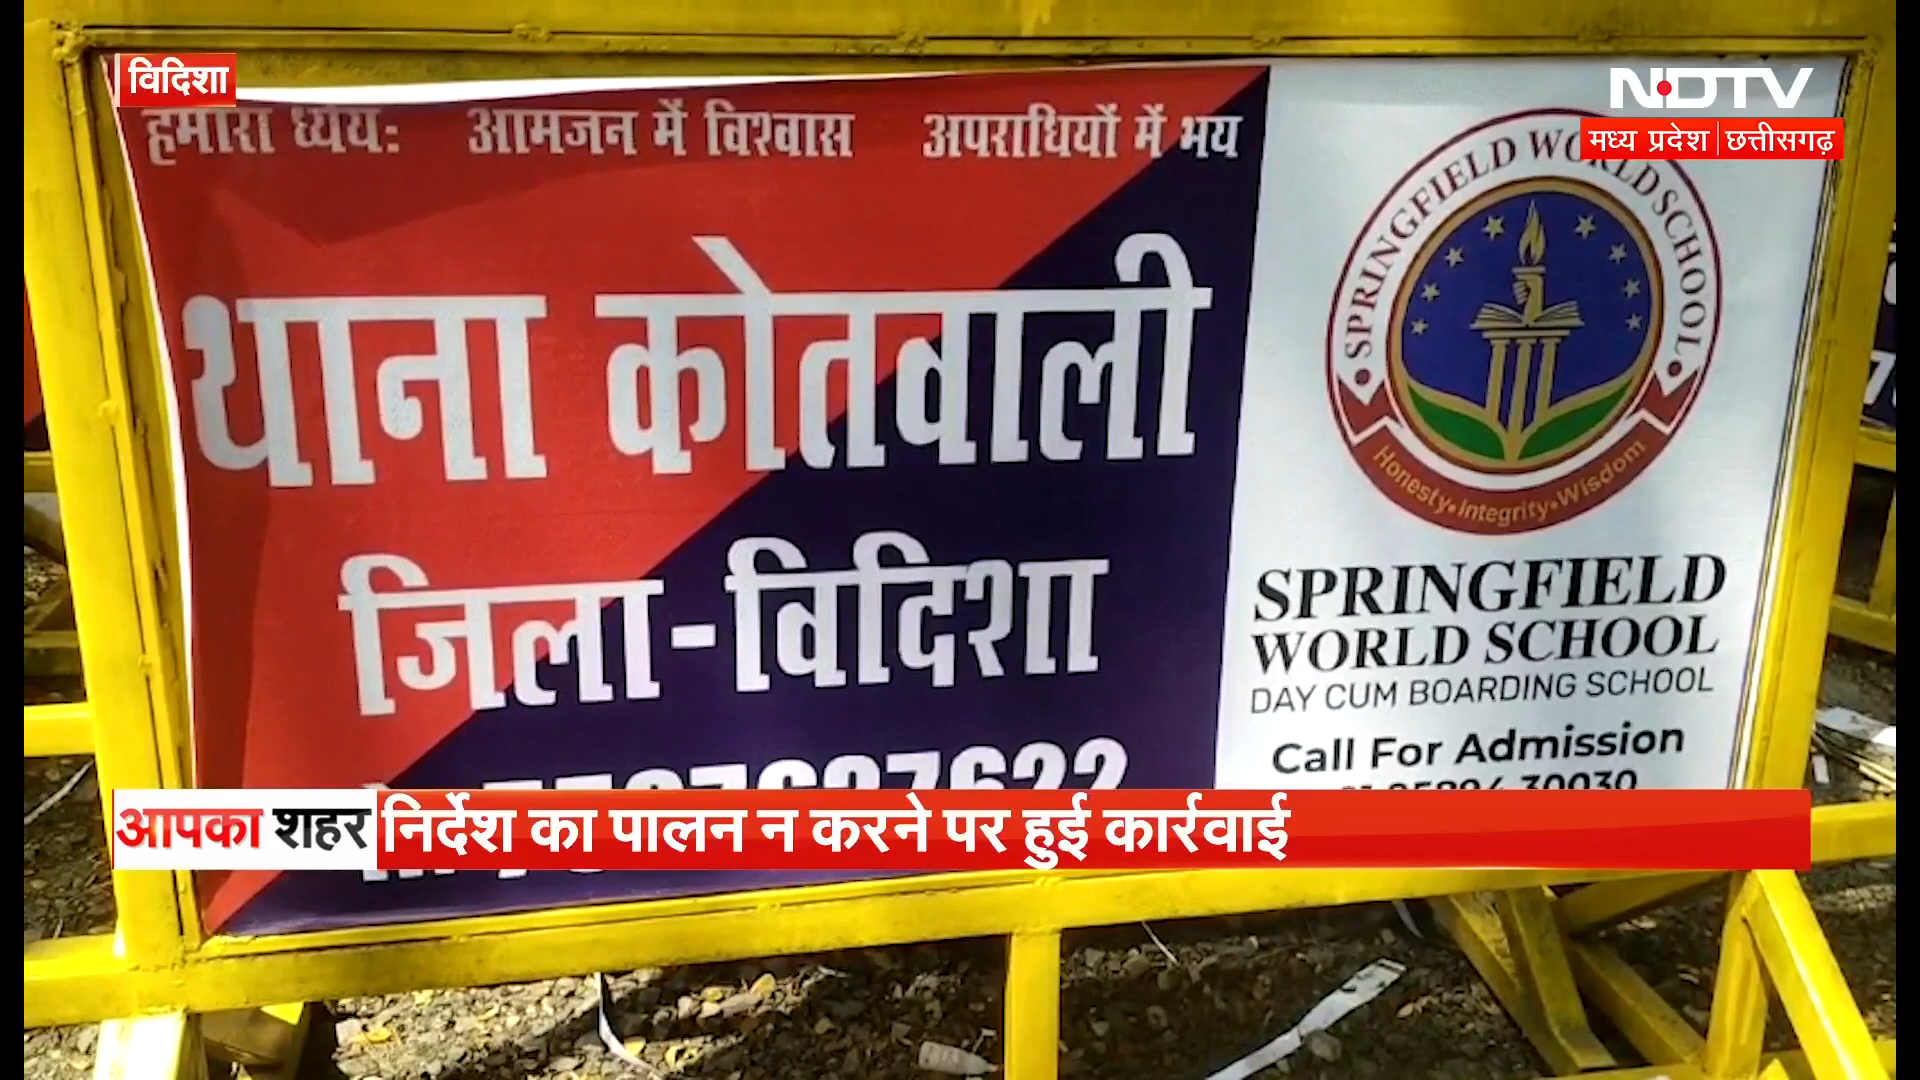 विदिशा
NDTV
मध्य प्रदेश | छत्तीसगढ़
हमारा ध्येय: आमजन में विश्वास अपराधियों में भय
थाना कोतवाली
जिला-विदिशा
SPRINGFIELD WORLD SCHOOL
Honesty • Integrity • Wisdom
SPRINGFIELD
WORLD SCHOOL
DAY CUM BOARDING SCHOOL
Call For Admission
आपका शहर निर्देश का पालन न करने पर हुई कार्रवाई